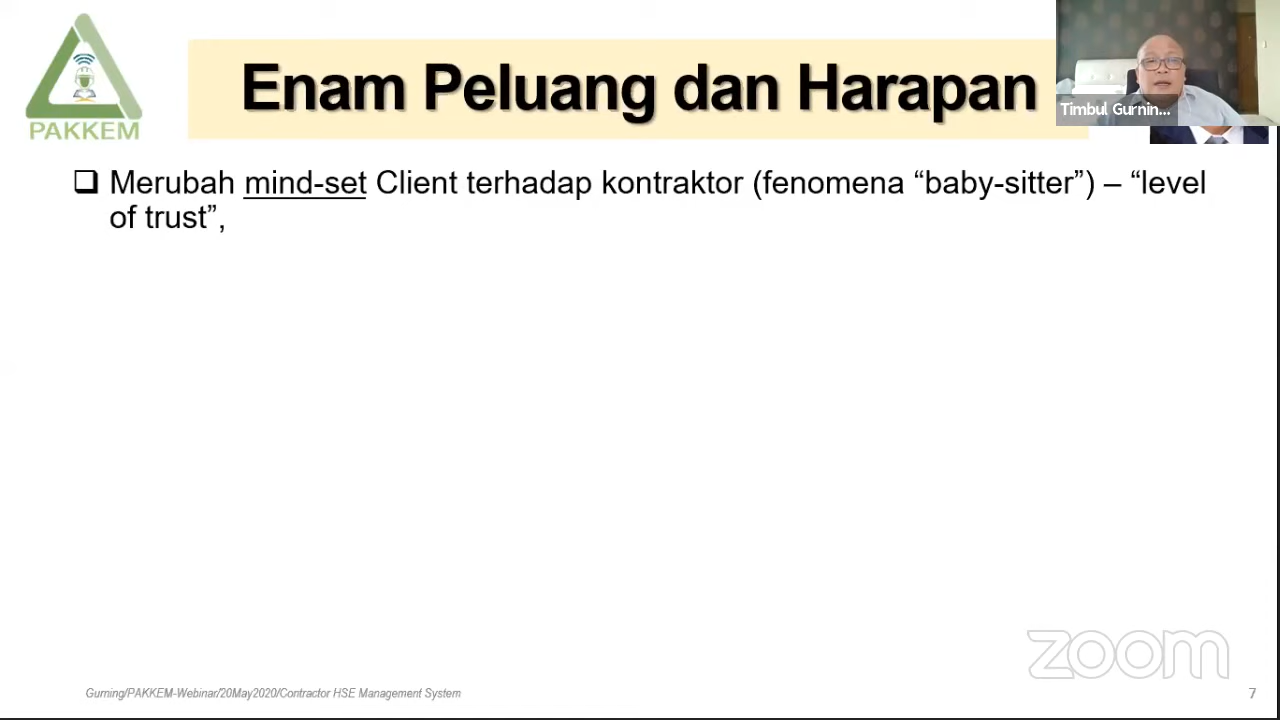 PAKKEM
Enam Peluang dan Harapan
Timbul Gurnin...
❑ Merubah mind-set Client terhadap kontraktor (fenomena “baby-sitter”) – “level
of trust”,
zoom
Gurning/PAKKEM-Webinar/20May2020/Contractor HSE Management System
7